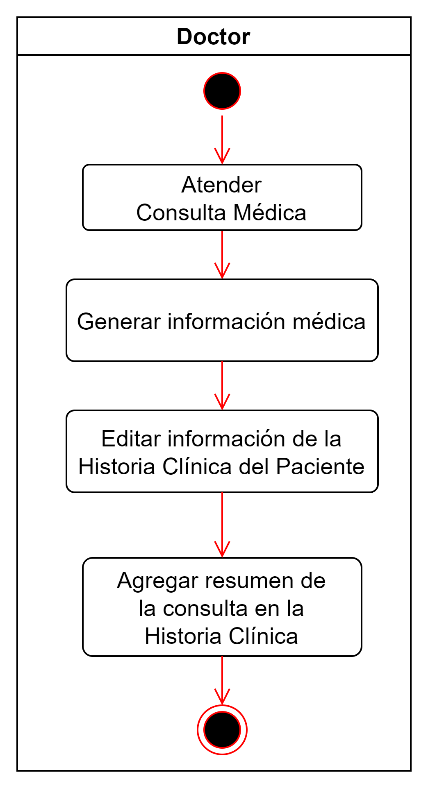 Doctor
Atender
Consulta Médica
Generar información médica
Editar información de la
Historia Clínica del Paciente
Agregar resumen de
la consulta en la
Historia Clínica